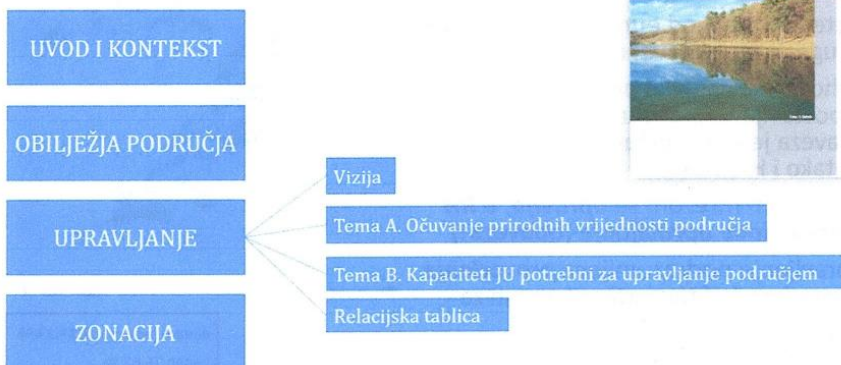 UVOD I KONTEKST
OBILJEŽJA PODRUČJA
UPRAVLJANJE
Vizija
Tema A. Očuvanje prirodnih vrijednosti područja
Tema B. Kapaciteti JU potrebni za upravljanje područjem
Relacijska tablica
ZONACIJA